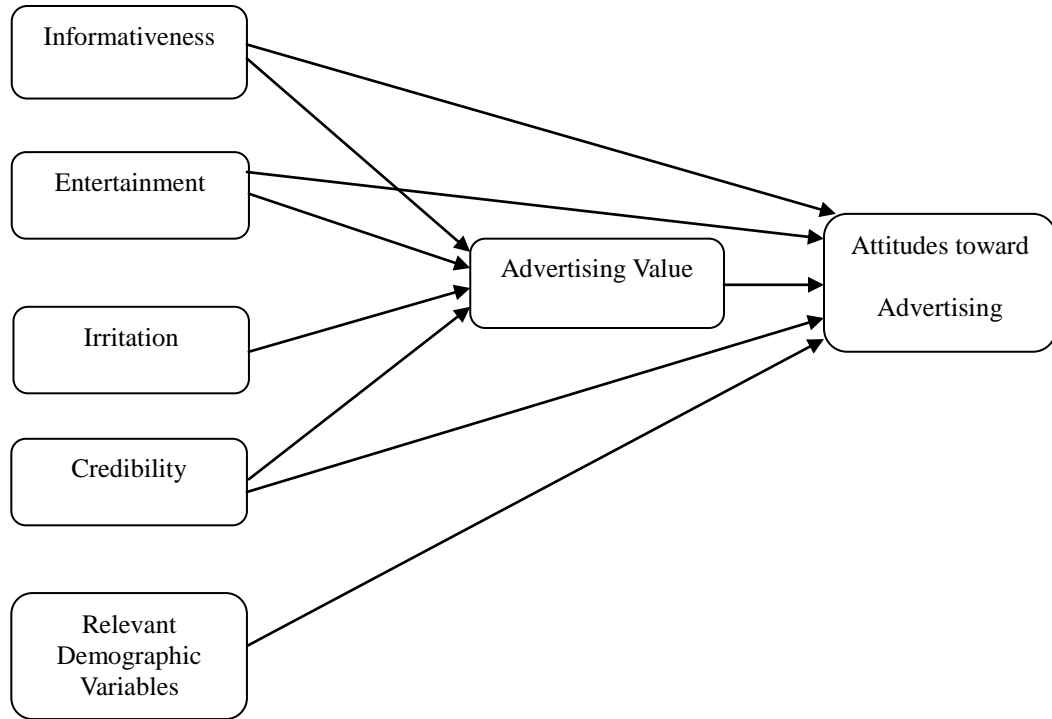 Informativeness
Entertainment
Irritation
Credibility
Relevant
Demographic
Variables
Advertising Value
Attitudes toward
Advertising